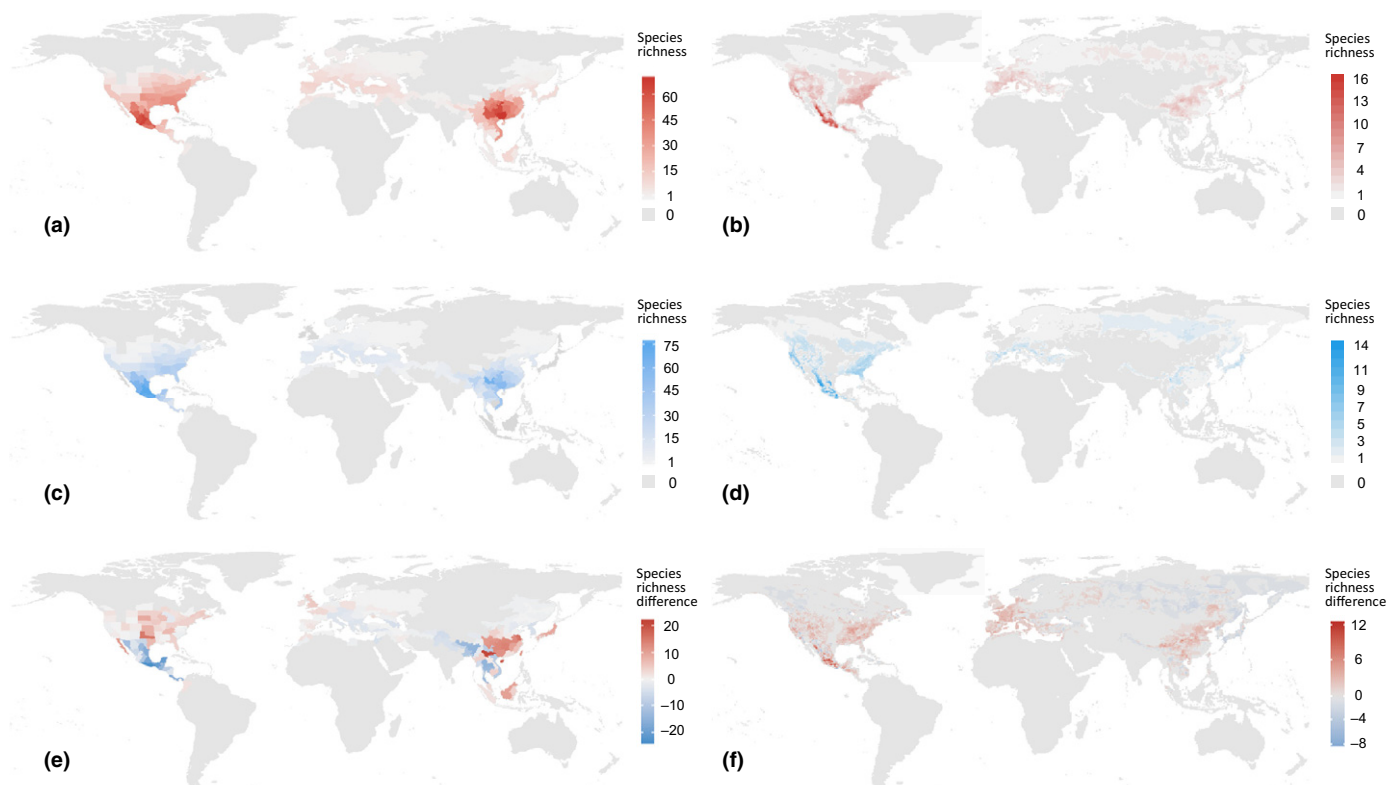 Species
richness
60
45
30
15
1
0
(a)
Species
richness
16
13
10
7
4
1
0
(b)
Species
richness
75
60
45
30
15
1
0
(c)
Species
richness
14
11
9
7
5
3
1
0
(d)
Species
richness
difference
20
10
0
−10
−20
(e)
Species
richness
difference
12
6
0
−4
−8
(f)